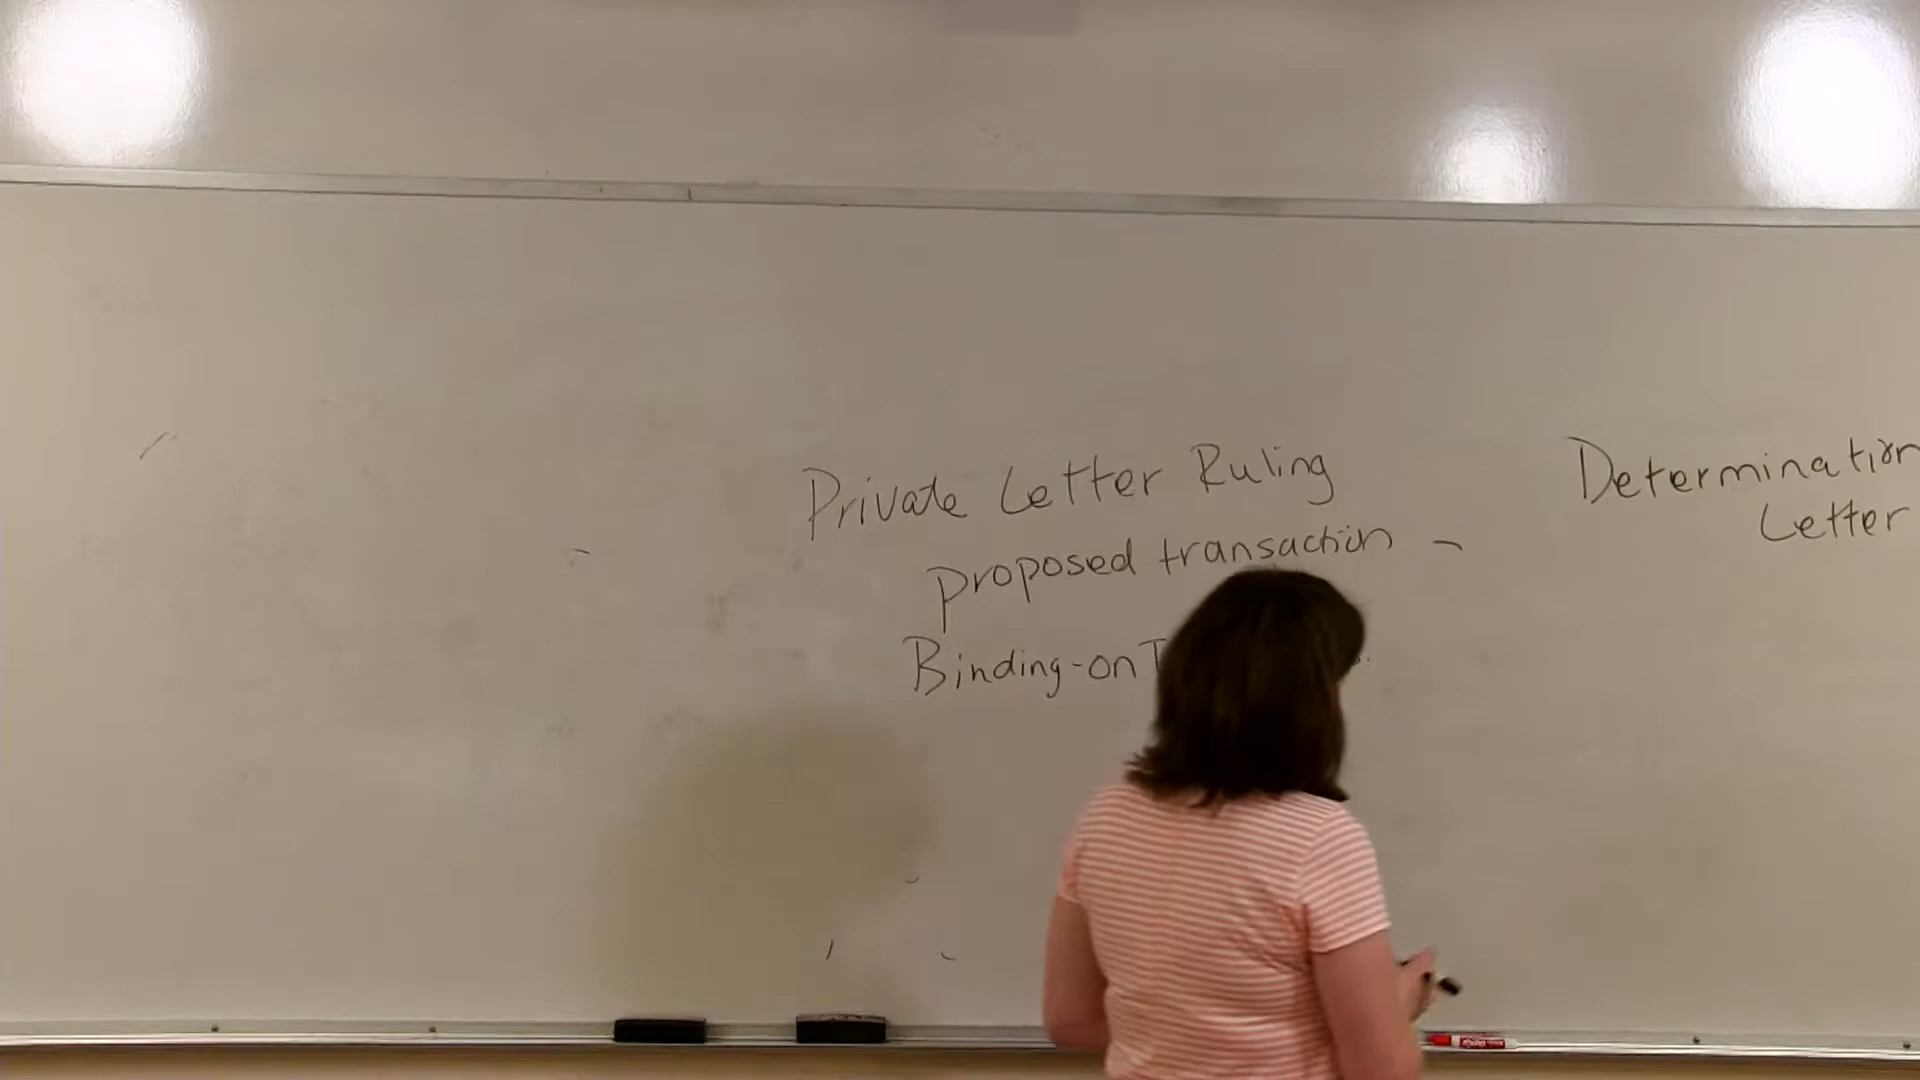 Private Letter Ruling
proposed transaction -
Binding-on
Determination
Letter